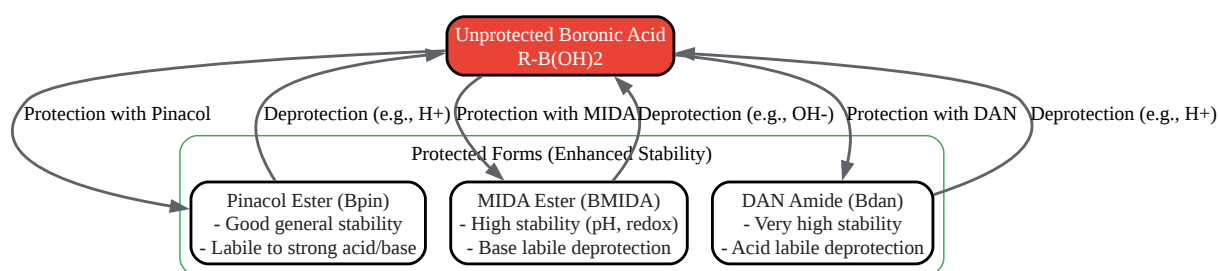 Unprotected Boronic Acid
R-B(OH)2
Protection with Pinacol
Deprotection (e.g., H+)
Protection with MIDA
Deprotection (e.g., OH-)
Protection with DAN
Deprotection (e.g., H+)
Protected Forms (Enhanced Stability)
Pinacol Ester (Bpin)
- Good general stability
- Labile to strong acid/base
MIDA Ester (BMIDA)
- High stability (pH, redox)
- Base labile deprotection
DAN Amide (Bdan)
- Very high stability
- Acid labile deprotection